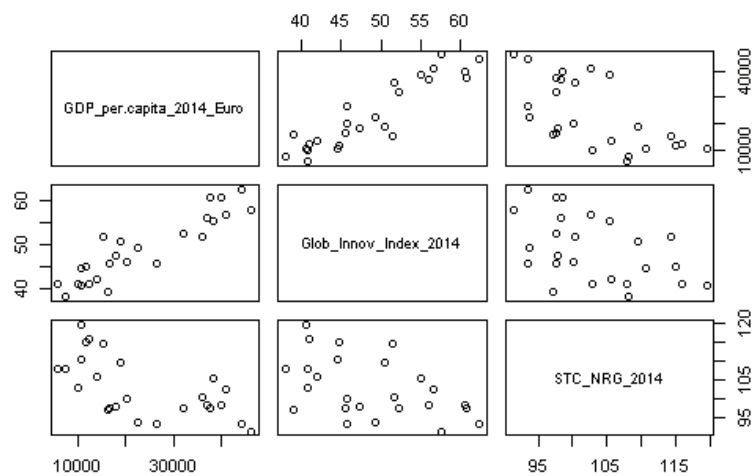 40 45 50 55 60
GDP_per.capita_2014_Euro
10000 40000
40 50 60
Glob_Innov_Index_2014
STC_NRG_2014
95 105 120
10000 30000
95 105 115